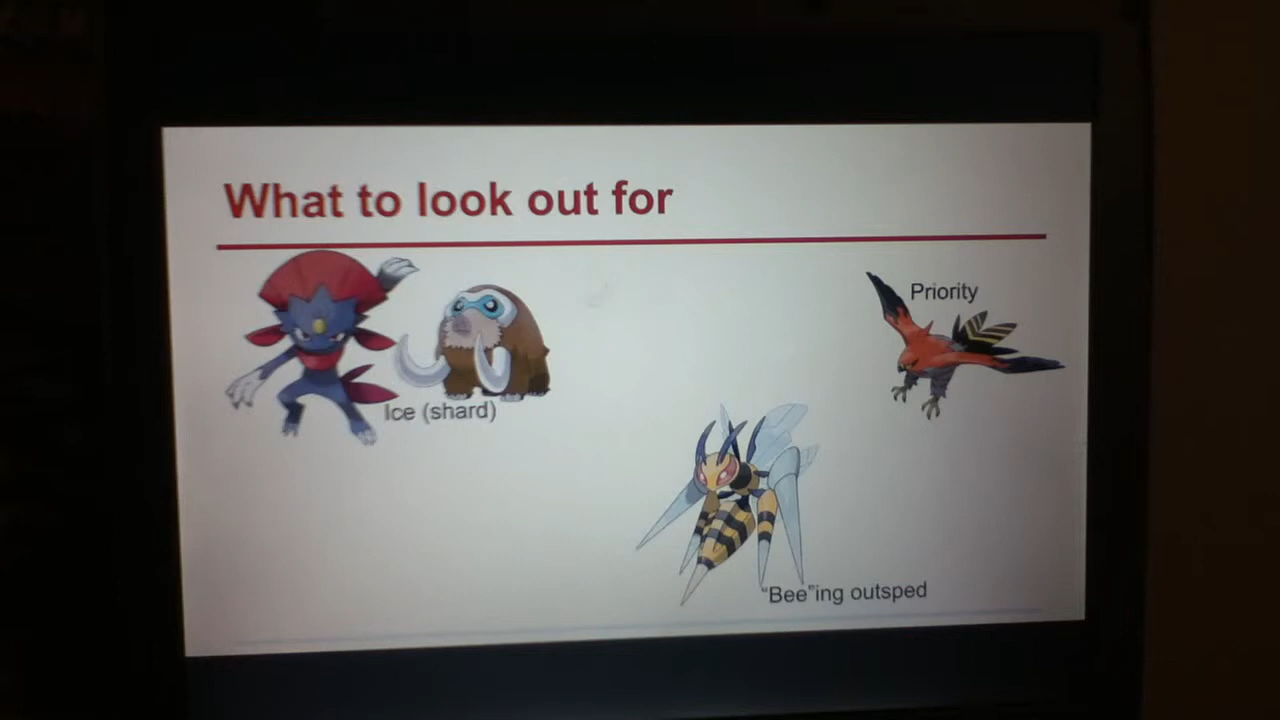 What to look out for
Priority
Ice (shard)
"Bee"ing outsped